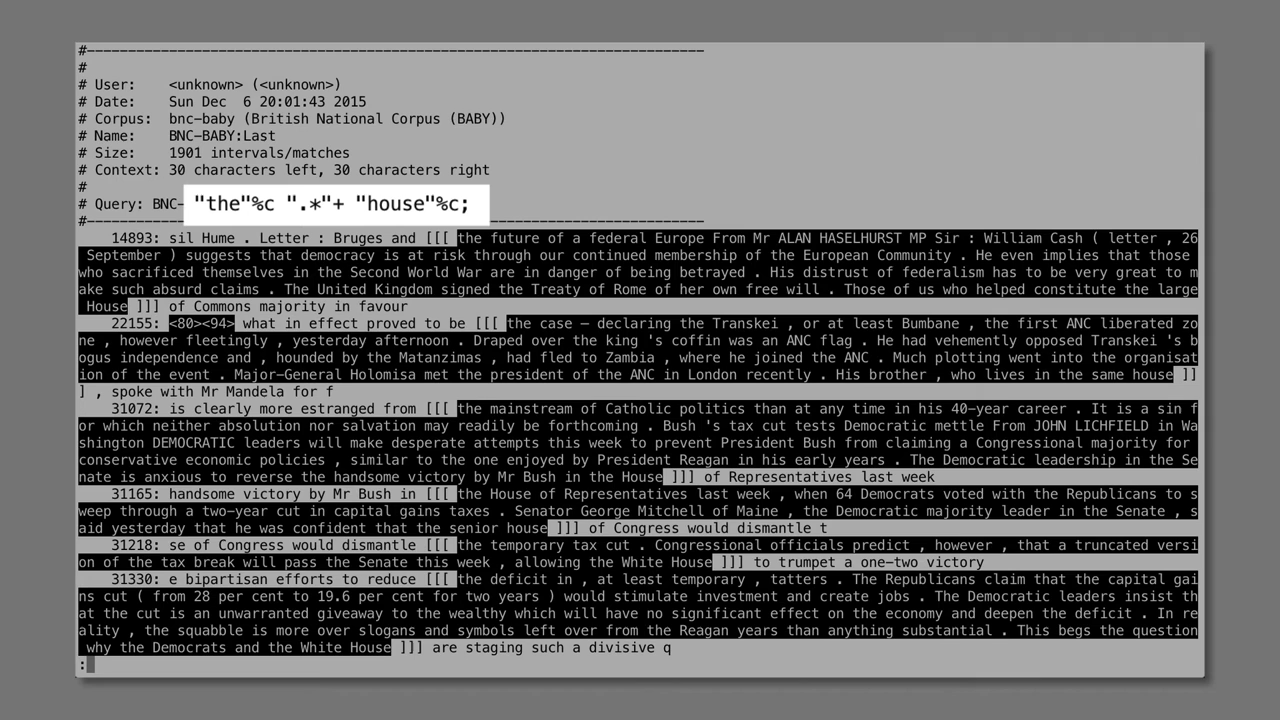 #---------------------------------------------------------------------------
#
# User:    <unknown> (<unknown>)
# Date:    Sun Dec  6 20:01:43 2015
# Corpus:  bnc-baby (British National Corpus (BABY))
# Name:    BNC-BABY:Last
# Size:    1901 intervals/matches
# Context: 30 characters left, 30 characters right
#
# Query: BNC- "the"%c ".*"+ "house"%c;
#---------------------------------------------------------------------------
14893: sil Hume . Letter : Bruges and [[[ the future of a federal Europe From Mr ALAN HASELHURST MP Sir : William Cash ( letter , 26
September ) suggests that democracy is at risk through our continued membership of the European Community . He even implies that those
who sacrificed themselves in the Second World War are in danger of being betrayed . His distrust of federalism has to be very great to m
ake such absurd claims . The United Kingdom signed the Treaty of Rome of her own free will . Those of us who helped constitute the large
House ]]] of Commons majority in favour
22155: <80><94> what in effect proved to be [[[ the case — declaring the Transkei , or at least Bumbane , the first ANC liberated zo
ne , however fleetingly , yesterday afternoon . Draped over the king 's coffin was an ANC flag . He had vehemently opposed Transkei 's b
ogus independence and , hounded by the Matanzimas , had fled to Zambia , where he joined the ANC . Much plotting went into the organisat
ion of the event . Major-General Holomisa met the president of the ANC in London recently . His brother , who lives in the same house ]]
] , spoke with Mr Mandela for f
31072: is clearly more estranged from [[[ the mainstream of Catholic politics than at any time in his 40-year career . It is a sin f
or which neither absolution nor salvation may readily be forthcoming . Bush 's tax cut tests Democratic mettle From JOHN LICHFIELD in Wa
shington DEMOCRATIC leaders will make desperate attempts this week to prevent President Bush from claiming a Congressional majority for
conservative economic policies , similar to the one enjoyed by President Reagan in his early years . The Democratic leadership in the Se
nate is anxious to reverse the handsome victory by Mr Bush in the House ]]] of Representatives last week
31165: handsome victory by Mr Bush in [[[ the House of Representatives last week , when 64 Democrats voted with the Republicans to s
weep through a two-year cut in capital gains taxes . Senator George Mitchell of Maine , the Democratic majority leader in the Senate , s
aid yesterday that he was confident that the senior house ]]] of Congress would dismantle t
31218: se of Congress would dismantle [[[ the temporary tax cut . Congressional officials predict , however , that a truncated versi
on of the tax break will pass the Senate this week , allowing the White House ]]] to trumpet a one-two victory
31330: e bipartisan efforts to reduce [[[ the deficit in , at least temporary , tatters . The Republicans claim that the capital gai
ns cut ( from 28 per cent to 19.6 per cent for two years ) would stimulate investment and create jobs . The Democratic leaders insist th
at the cut is an unwarranted giveaway to the wealthy which will have no significant effect on the economy and deepen the deficit . In re
ality , the squabble is more over slogans and symbols left over from the Reagan years than anything substantial . This begs the question
why the Democrats and the White House ]]] are staging such a divisive q
: